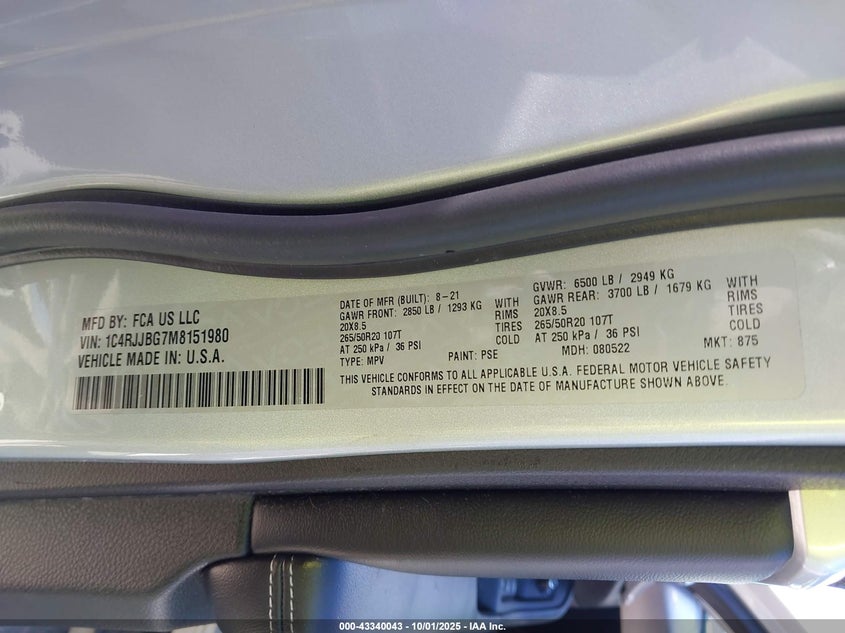 MFD BY: FCA US LLC
VIN: 1C4RJJBG7M8151980
VEHICLE MADE IN U.S.A.
DATE OF MFR (BUILT): 8-21 GVWR: 6500 LB / 2949 KG
GAWR FRONT: 2850 LB / 1293 KG WITH GAWR REAR: 3700 LB / 1679 KG WITH
20X8.5 RIMS 20X8.5 RIMS
265/50R20 107T TIRES 265/50R20 107T TIRES
AT 250 kPa / 36 PSI COLD AT 250 kPa / 36 PSI COLD
TYPE: MPV PAINT: PSE MDH: 080522 MKT: 875
THIS VEHICLE CONFORMS TO ALL APPLICABLE U.S.A. FEDERAL MOTOR VEHICLE SAFETY
STANDARDS IN EFFECT ON THE DATE OF MANUFACTURE SHOWN ABOVE.
000-43340043 - 10/01/2025 - IAA Inc.